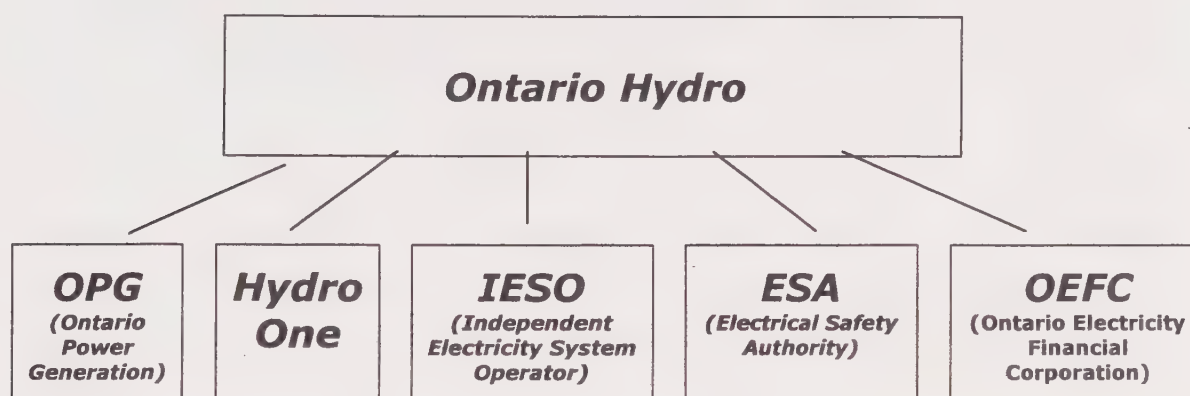 Ontario Hydro
OPG
(Ontario
Power
Generation)
Hydro
One
IESO
(Independent
Electricity System
Operator)
ESA
(Electrical Safety
Authority)
OEFC
(Ontario Electricity
Financial
Corporation)